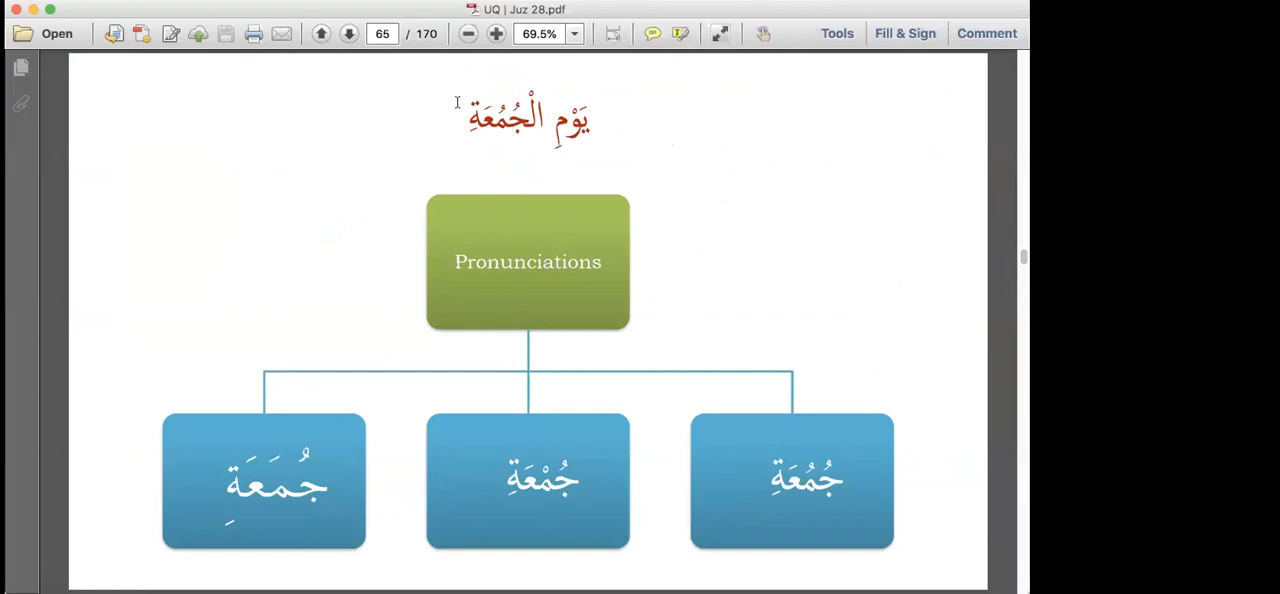 UQ | Juz 28.pdf
Open 65 / 170 69.5% Tools Fill & Sign Comment
يَوْمِ الْجُمُعَةِ
Pronunciations
جُمُعَةِ
جُمْعَةِ
جُمَعَةِ